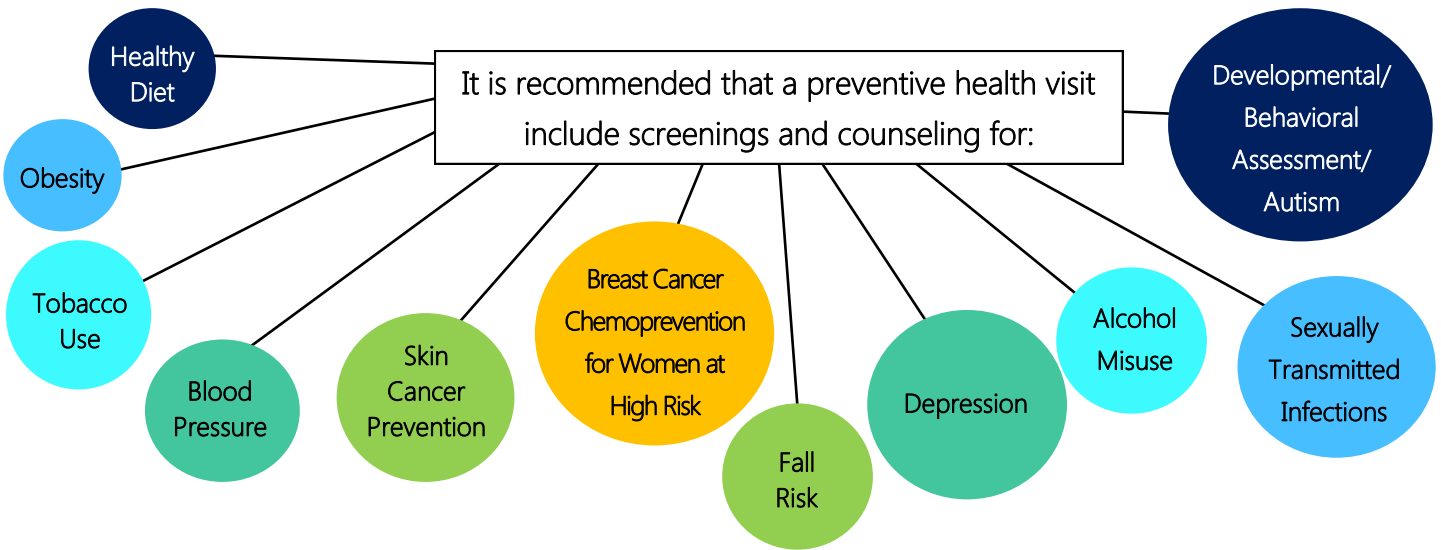 It is recommended that a preventive health visit
include screenings and counseling for:
Healthy
Diet
Obesity
Tobacco
Use
Blood
Pressure
Skin
Cancer
Prevention
Breast Cancer
Chemoprevention
for Women at
High Risk
Fall
Risk
Depression
Alcohol
Misuse
Sexually
Transmitted
Infections
Developmental/
Behavioral
Assessment/
Autism